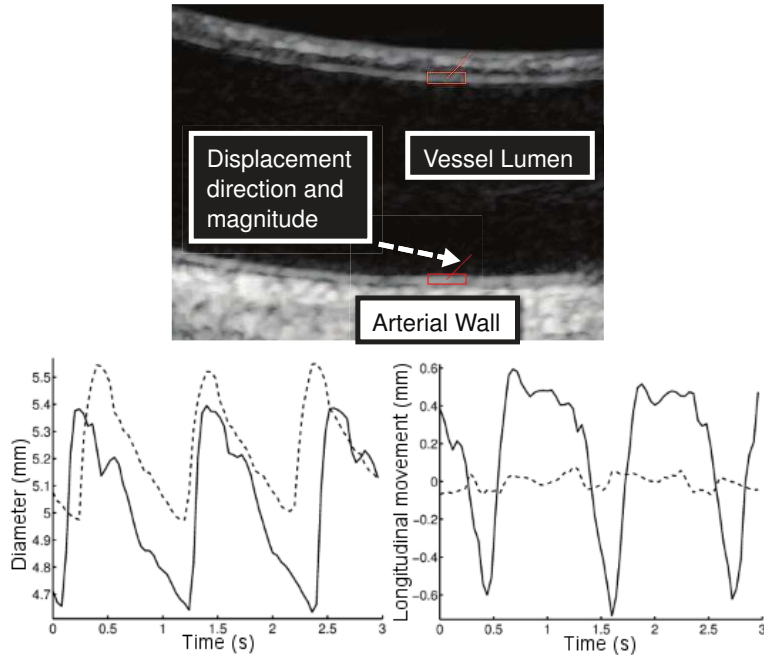 Displacement
direction and
magnitude
Vessel Lumen
Arterial Wall
Diameter (mm)
5.5
5.4
5.3
5.2
5.1
5
4.9
4.8
4.7
0 0.5 1 1.5 2 2.5 3
Time (s)
Longitudinal movement (mm)
0.6
0.4
0.2
0
−0.2
−0.4
−0.6
0 0.5 1 1.5 2 2.5 3
Time (s)